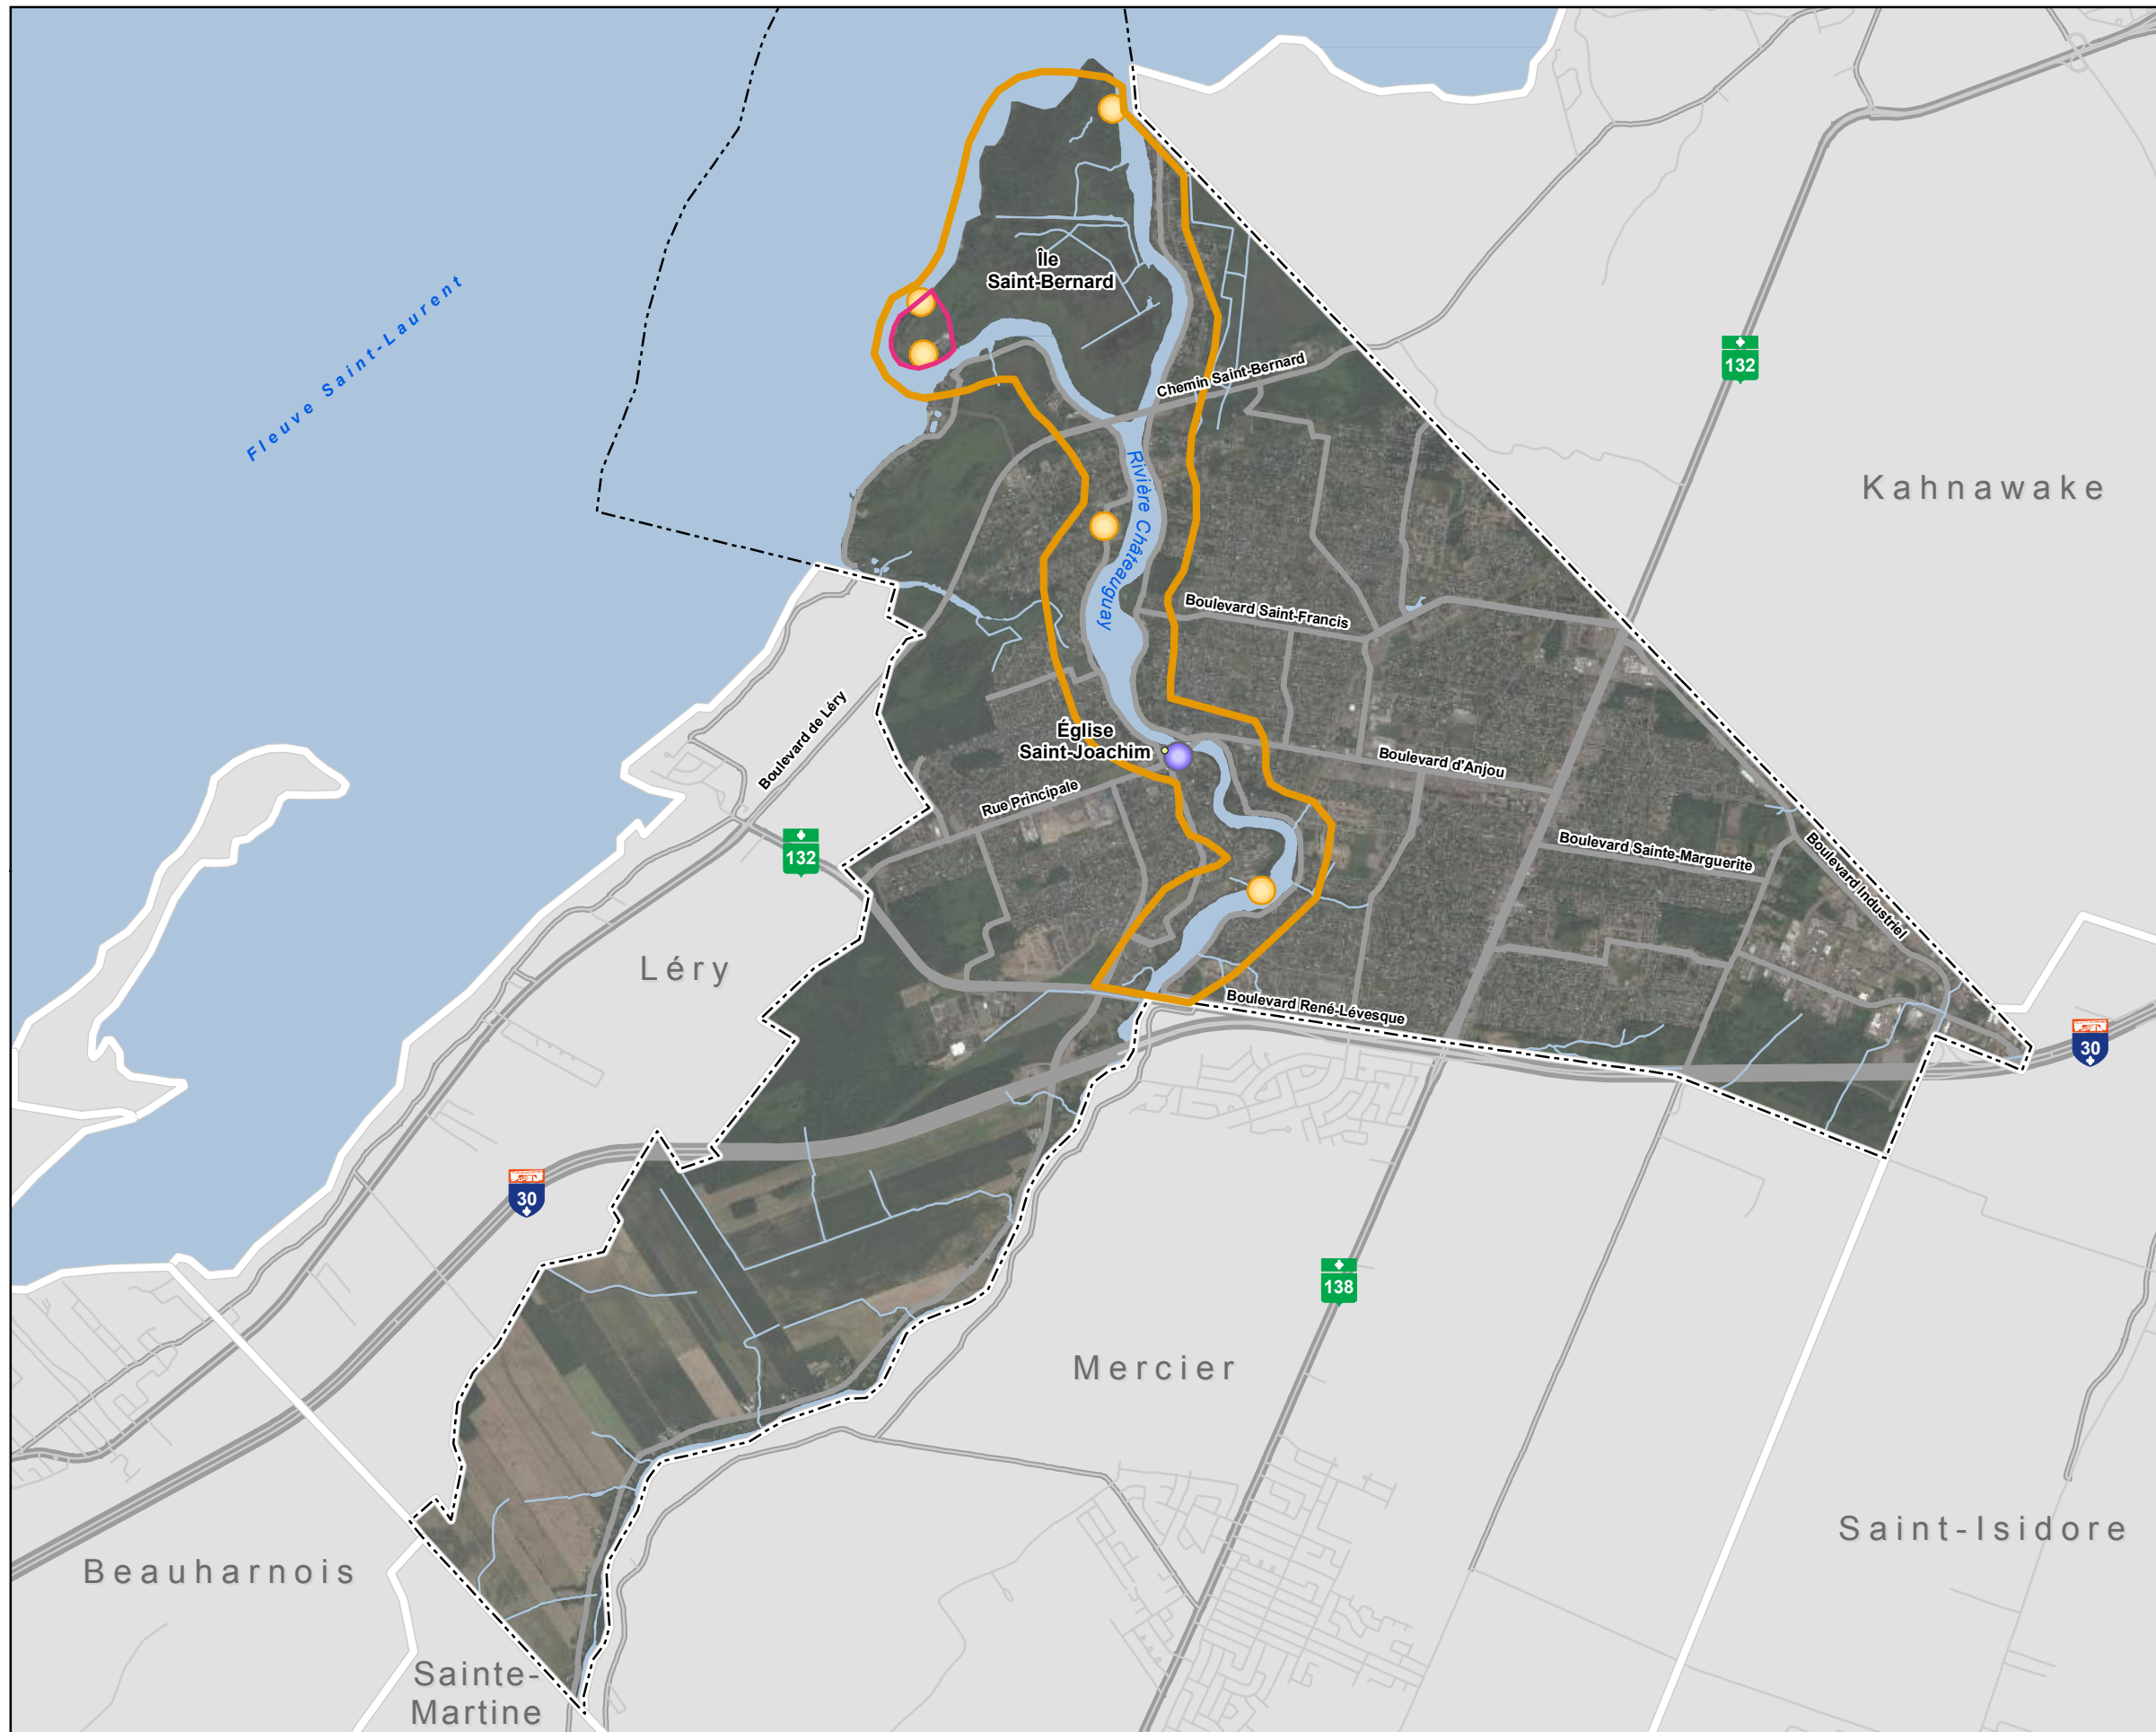 Île
Saint-Bernard
Fleuve Saint-Laurent
Chemin Saint-Bernard
132
Kahnawake
Rivière Châteauguay
Boulevard Saint-Francis
Boulevard de Léry
Église
Saint-Joachim
Boulevard d'Anjou
Rue Principale
132
Boulevard Sainte-Marguerite
Boulevard Industriel
Léry
Boulevard René-Lévesque
30
30
138
Mercier
Saint-Isidore
Beauharnois
Sainte-
Martine